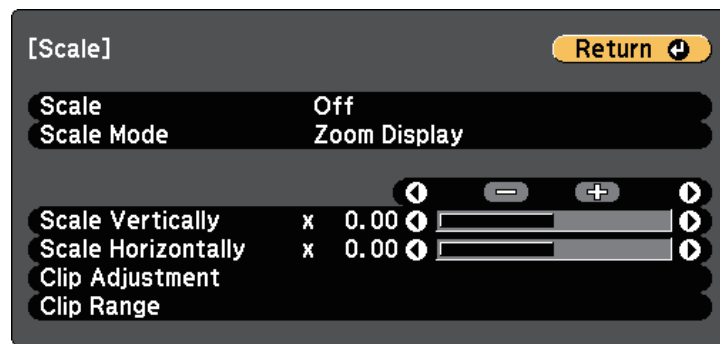 [Scale]
Return
Scale Off
Scale Mode Zoom Display
Scale Vertically x 0.00
Scale Horizontally x 0.00
Clip Adjustment
Clip Range